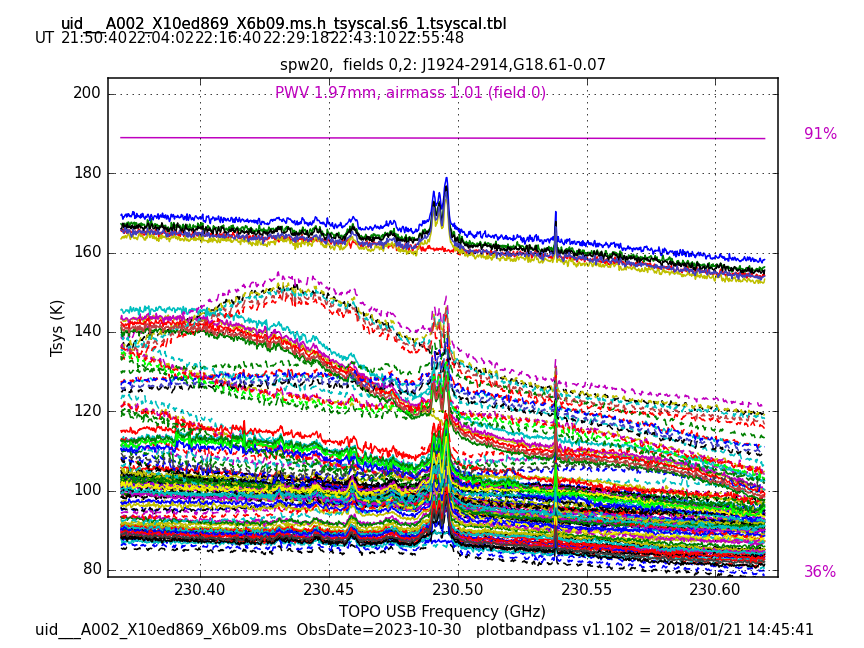 uid___A002_X10ed869_X6b09.ms.h_tsyscal.s6_1.tsyscal.tbl
UT 21:50:40 22:04:02 22:16:40 22:29:18 22:43:10 22:55:48
spw20, fields 0,2: J1924-2914,G18.61-0.07
PWV 1.97mm, airmass 1.01 (field 0)
200
91%
180
160
140
120
100
80
36%
Tsys (K)
230.40 230.45 230.50 230.55 230.60
TOPO USB Frequency (GHz)
uid___A002_X10ed869_X6b09.ms ObsDate=2023-10-30 plotbandpass v1.102 = 2018/01/21 14:45:41